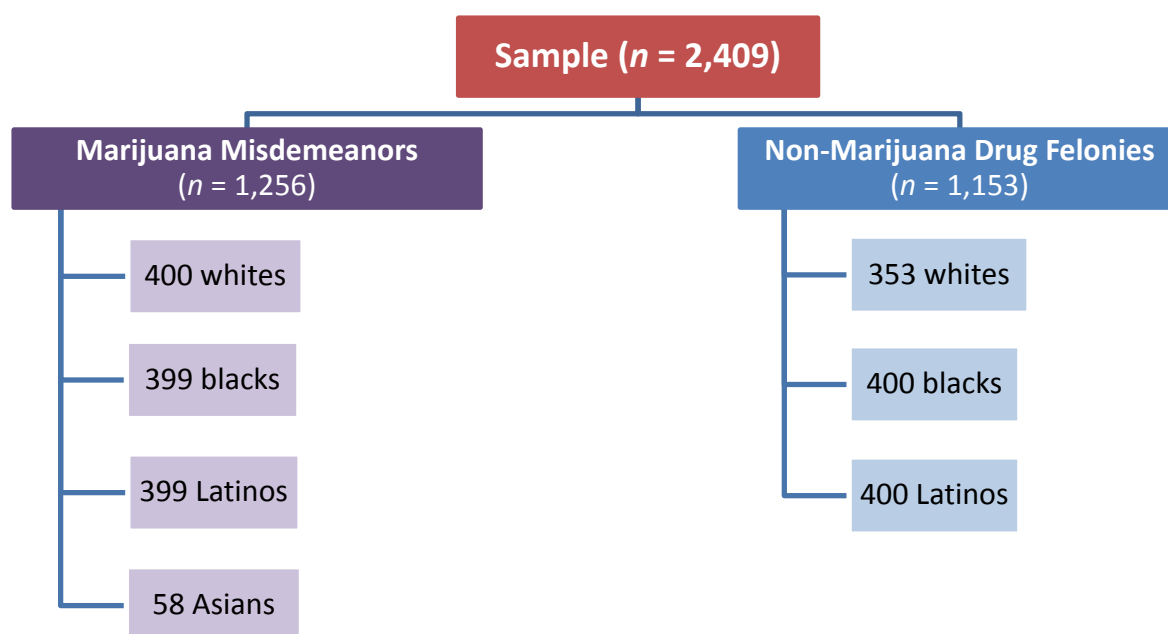 Sample (n = 2,409)
Marijuana Misdemeanors
(n = 1,256)
400 whites
399 blacks
399 Latinos
58 Asians
Non-Marijuana Drug Felonies
(n = 1,153)
353 whites
400 blacks
400 Latinos